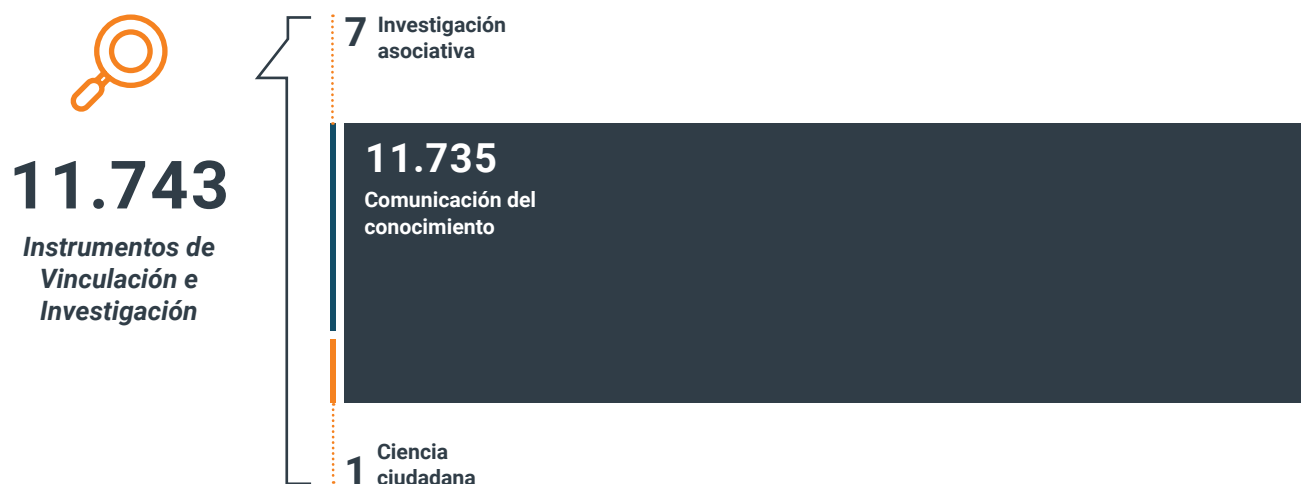 11.743
Instrumentos de
Vinculación e
Investigación
7 Investigación
asociativa
11.735
Comunicación del
conocimiento
1 Ciencia
ciudadana